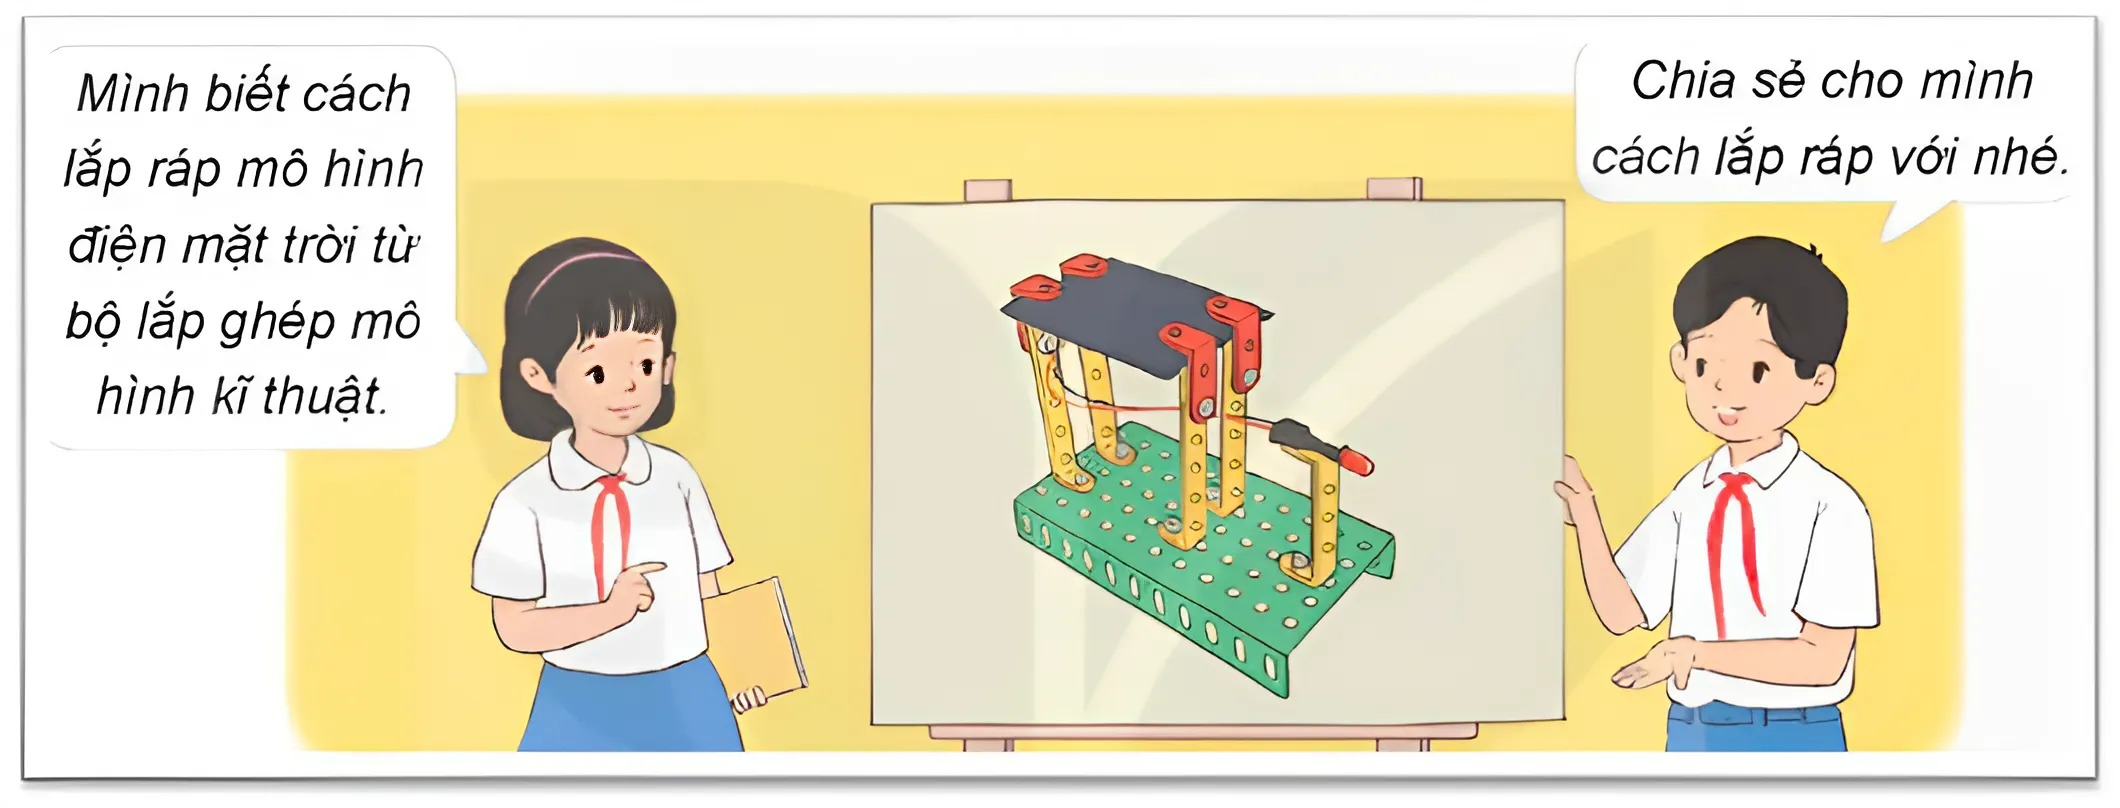 Mình biết cách
lắp ráp mô hình
điện mặt trời từ
bộ lắp ghép mô
hình kĩ thuật.
Chia sẻ cho mình
cách lắp ráp với nhé.